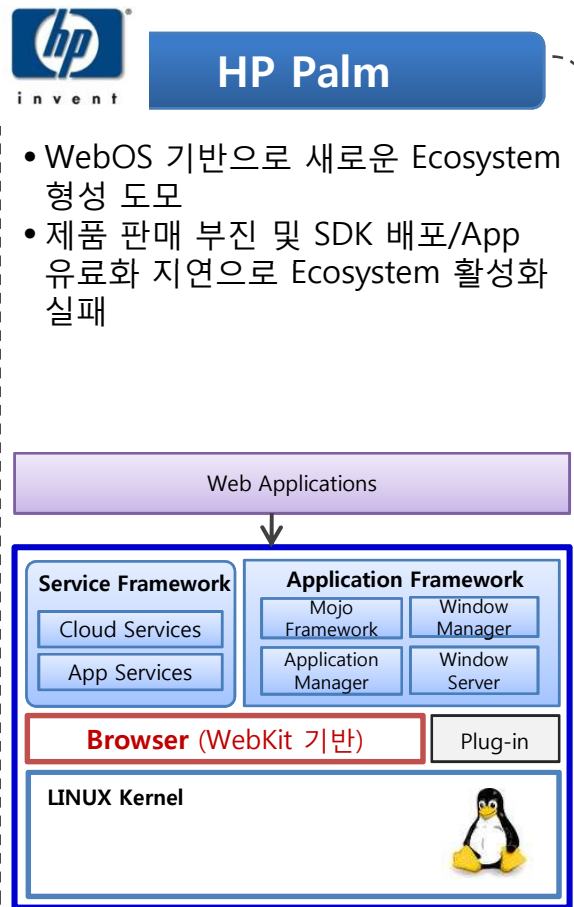 hp
invent
HP Palm
• WebOS 기반으로 새로운 Ecosystem
형성 도모
• 제품 판매 부진 및 SDK 배포/App
유료화 지연으로 Ecosystem 활성화
실패
Web Applications
Service Framework
Cloud Services
App Services
Application Framework
Mojo
Framework
Window
Manager
Application
Manager
Window
Server
Browser (WebKit 기반)
Plug-in
LINUX Kernel